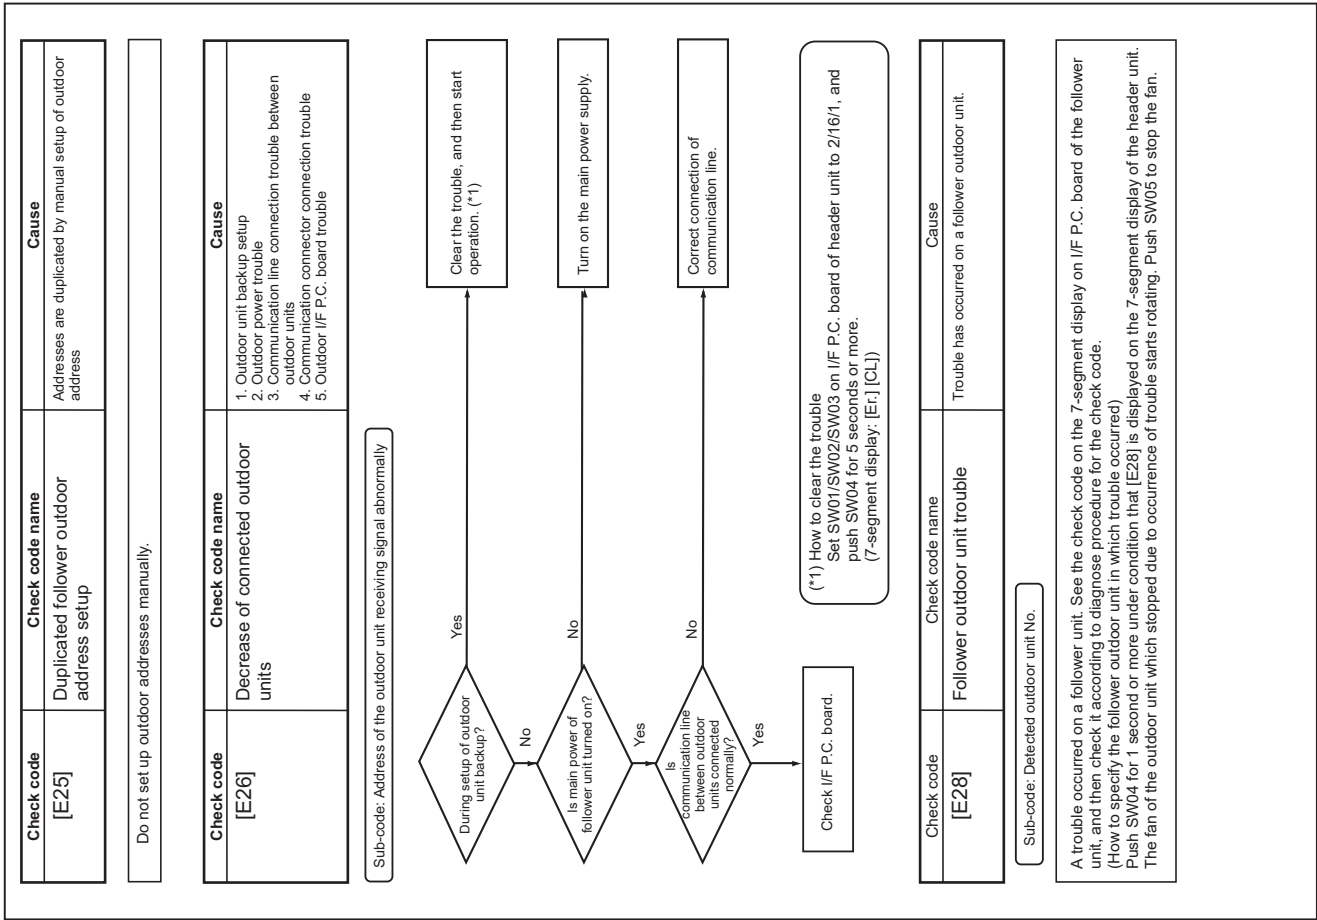 Check code
Check code name
Cause
[E25]
Duplicated follower outdoor
address setup
Addresses are duplicated by manual setup of outdoor
address
Do not set up outdoor addresses manually.
Check code
Check code name
Cause
[E26]
Decrease of connected outdoor
units
1. Outdoor unit backup setup
2. Outdoor power trouble
3. Communication line connection trouble between
outdoor units
4. Communication connector connection trouble
5. Outdoor I/F P.C. board trouble
Sub-code: Address of the outdoor unit receiving signal abnormally
During setup of outdoor
unit backup?
Yes
Clear the trouble, and then start
operation. (*1)
No
Is main power of
follower unit turned on?
No
Turn on the main power supply.
Yes
Is
communication line
between outdoor
units connected
normally?
No
Correct connection of
communication line.
Yes
Check I/F P.C. board.
(*1) How to clear the trouble
Set SW01/SW02/SW03 on I/F P.C. board of header unit to 2/16/1, and
push SW04 for 5 seconds or more.
(7-segment display: [Er.] [CL])
Check code
Check code name
Cause
[E28]
Follower outdoor unit trouble
Trouble has occurred on a follower outdoor unit.
Sub-code: Detected outdoor unit No.
A trouble occurred on a follower unit. See the check code on the 7-segment display on I/F P.C. board of the follower
unit, and then check it according to diagnose procedure for the check code.
(How to specify the follower outdoor unit in which trouble occurred)
Push SW04 for 1 second or more under condition that [E28] is displayed on the 7-segment display of the header unit.
The fan of the outdoor unit which stopped due to occurrence of trouble starts rotating. Push SW05 to stop the fan.